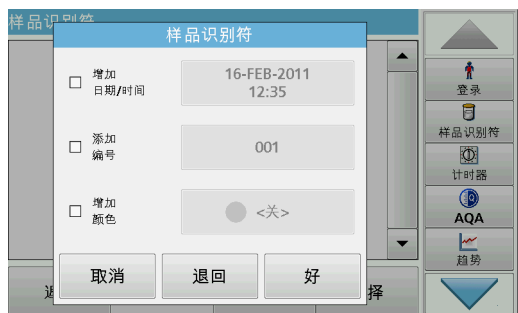 样品识别符
样品识别符
增加
日期/时间
16-FEB-2011
12:35
添加
编号
001
增加
颜色
<关>
取消
退回
好
择
登录
样品识别符
计时器
AQA
趋势